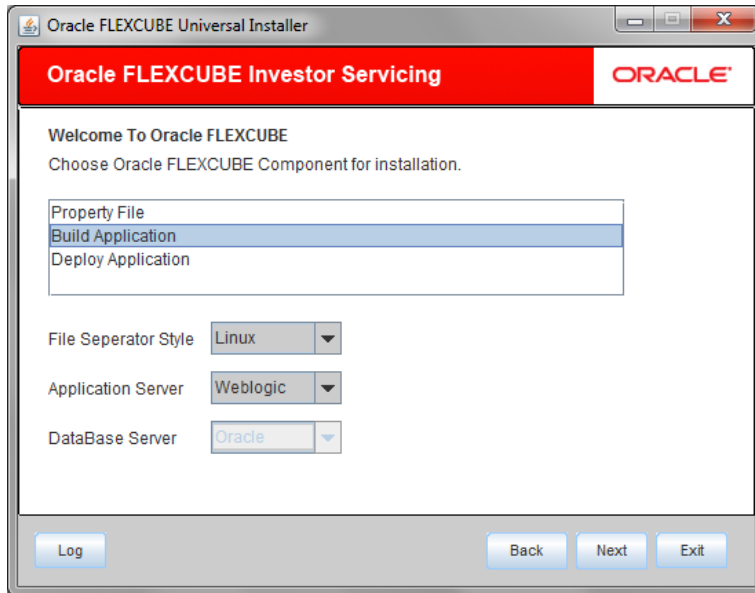 Oracle FLEXCUBE Universal Installer
Oracle FLEXCUBE Investor Servicing
ORACLE
Welcome To Oracle FLEXCUBE
Choose Oracle FLEXCUBE Component for installation.
Property File
Build Application
Deploy Application
File Seperator Style Linux
Application Server Weblogic
DataBase Server Oracle
Log Back Next Exit